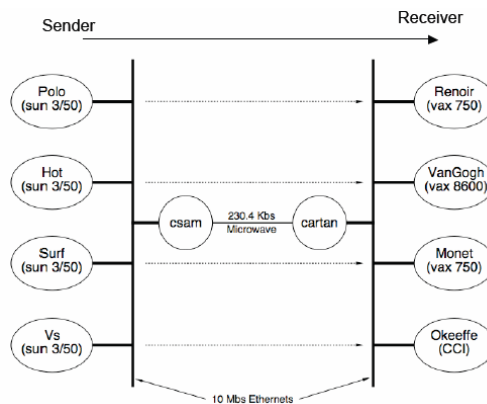 Sender
Receiver
Polo
(sun 3/50)
Renoir
(vax 750)
Hot
(sun 3/50)
VanGogh
(vax 8600)
csam
230.4 Kbs
Microwave
cartan
Surf
(sun 3/50)
Monet
(vax 750)
Vs
(sun 3/50)
Okeeffe
(CCI)
10 Mbs Ethernets